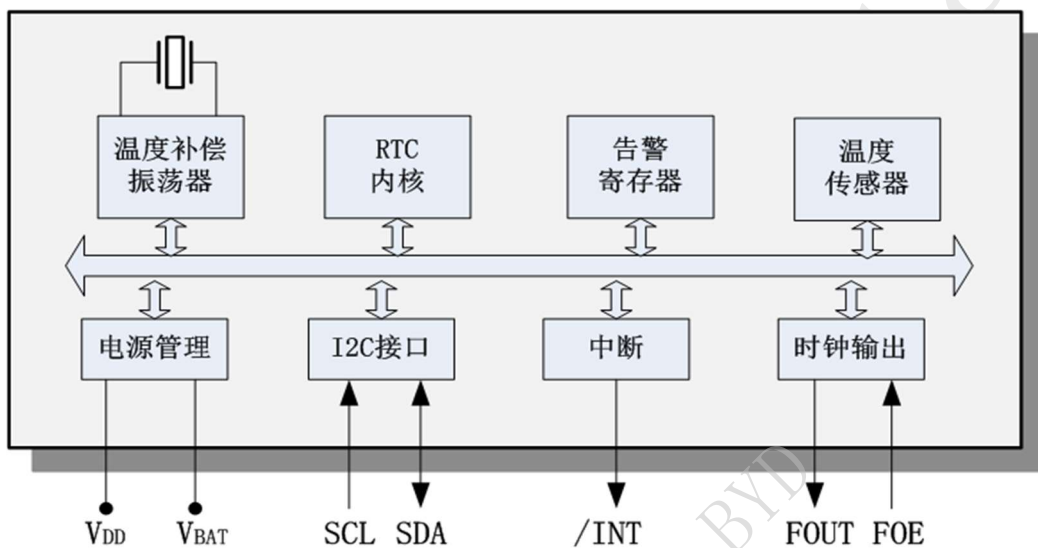 温度补偿
振荡器
RTC
内核
告警
寄存器
温度
传感器
电源管理
I2C接口
中断
时钟输出
VDD
VBAT
SCL
SDA
/INT
FOUT
FOE
BYD